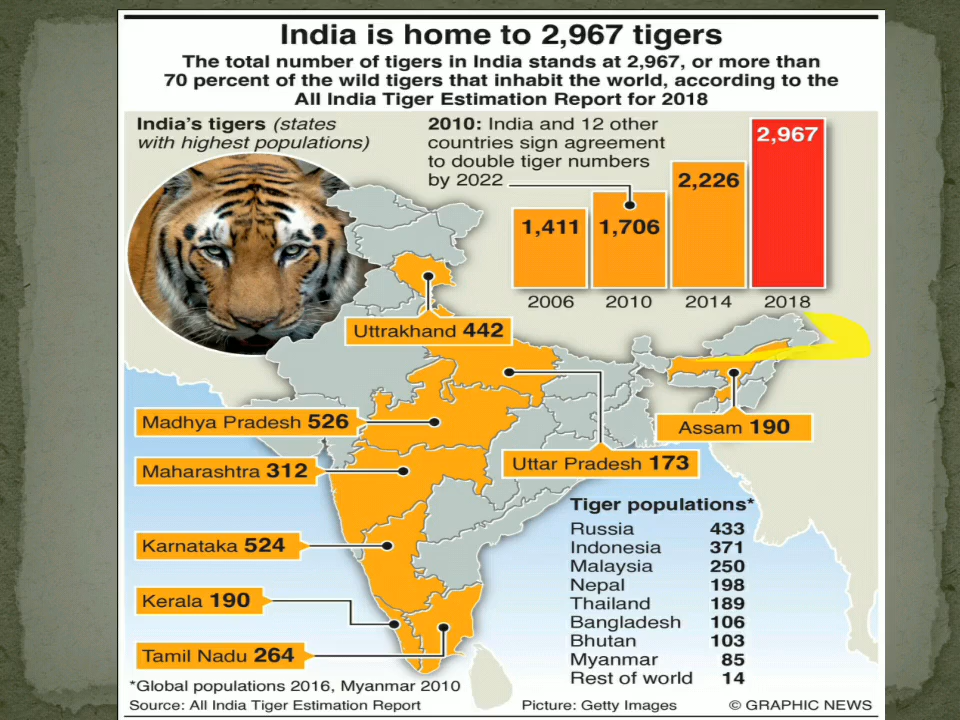 India is home to 2,967 tigers
The total number of tigers in India stands at 2,967, or more than
70 percent of the wild tigers that inhabit the world, according to the
All India Tiger Estimation Report for 2018
India's tigers (states
with highest populations)
2010: India and 12 other
countries sign agreement
to double tiger numbers
by 2022
1,411
1,706
2,226
2,967
2006
2010
2014
2018
Uttrakhand 442
Madhya Pradesh 526
Maharashtra 312
Karnataka 524
Kerala 190
Tamil Nadu 264
Assam 190
Uttar Pradesh 173
Tiger populations*
Russia 433
Indonesia 371
Malaysia 250
Nepal 198
Thailand 189
Bangladesh 106
Bhutan 103
Myanmar 85
Rest of world 14
*Global populations 2016, Myanmar 2010
Source: All India Tiger Estimation Report
Picture: Getty Images
© GRAPHIC NEWS